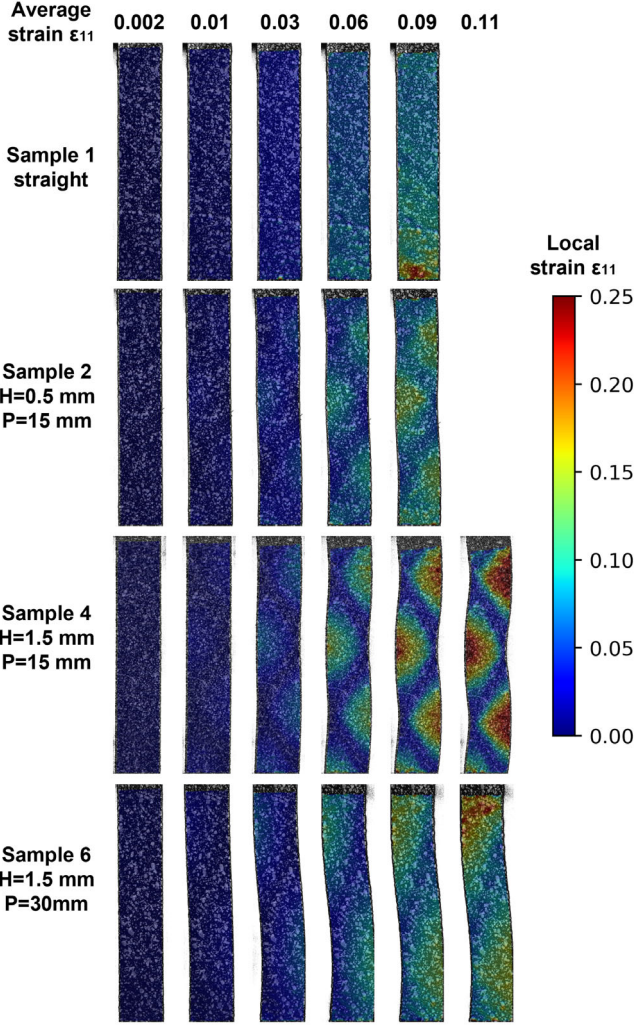 Average
strain ε₁₁
0.002 0.01 0.03 0.06 0.09 0.11
Sample 1
straight
Sample 2
H=0.5 mm
P=15 mm
Sample 4
H=1.5 mm
P=15 mm
Sample 6
H=1.5 mm
P=30mm
Local
strain ε₁₁
0.25
0.20
0.15
0.10
0.05
0.00